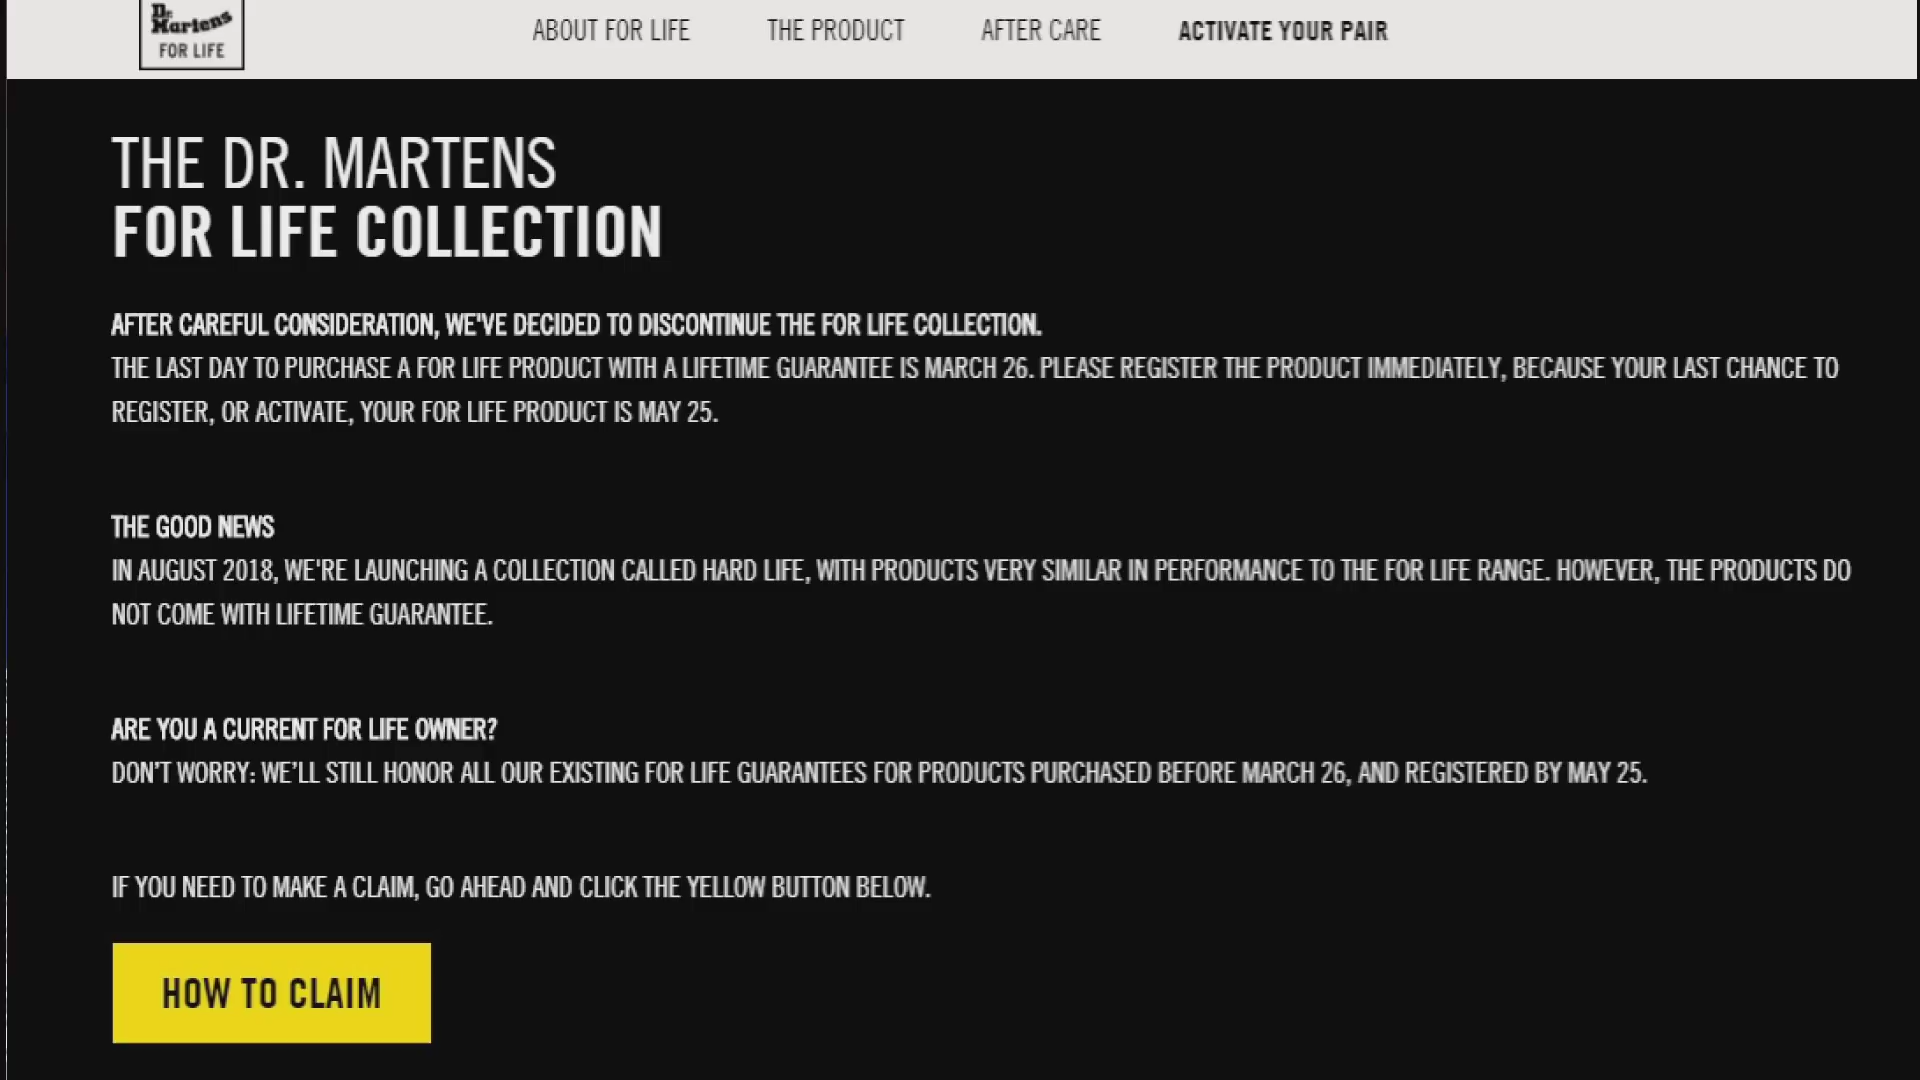 Dr. Martens
FOR LIFE
ABOUT FOR LIFE THE PRODUCT AFTER CARE ACTIVATE YOUR PAIR
THE DR. MARTENS
FOR LIFE COLLECTION
AFTER CAREFUL CONSIDERATION, WE'VE DECIDED TO DISCONTINUE THE FOR LIFE COLLECTION.
THE LAST DAY TO PURCHASE A FOR LIFE PRODUCT WITH A LIFETIME GUARANTEE IS MARCH 26. PLEASE REGISTER THE PRODUCT IMMEDIATELY, BECAUSE YOUR LAST CHANCE TO
REGISTER, OR ACTIVATE, YOUR FOR LIFE PRODUCT IS MAY 25.
THE GOOD NEWS
IN AUGUST 2018, WE'RE LAUNCHING A COLLECTION CALLED HARD LIFE, WITH PRODUCTS VERY SIMILAR IN PERFORMANCE TO THE FOR LIFE RANGE. HOWEVER, THE PRODUCTS DO
NOT COME WITH LIFETIME GUARANTEE.
ARE YOU A CURRENT FOR LIFE OWNER?
DON'T WORRY: WE'LL STILL HONOR ALL OUR EXISTING FOR LIFE GUARANTEES FOR PRODUCTS PURCHASED BEFORE MARCH 26, AND REGISTERED BY MAY 25.
IF YOU NEED TO MAKE A CLAIM, GO AHEAD AND CLICK THE YELLOW BUTTON BELOW.
HOW TO CLAIM